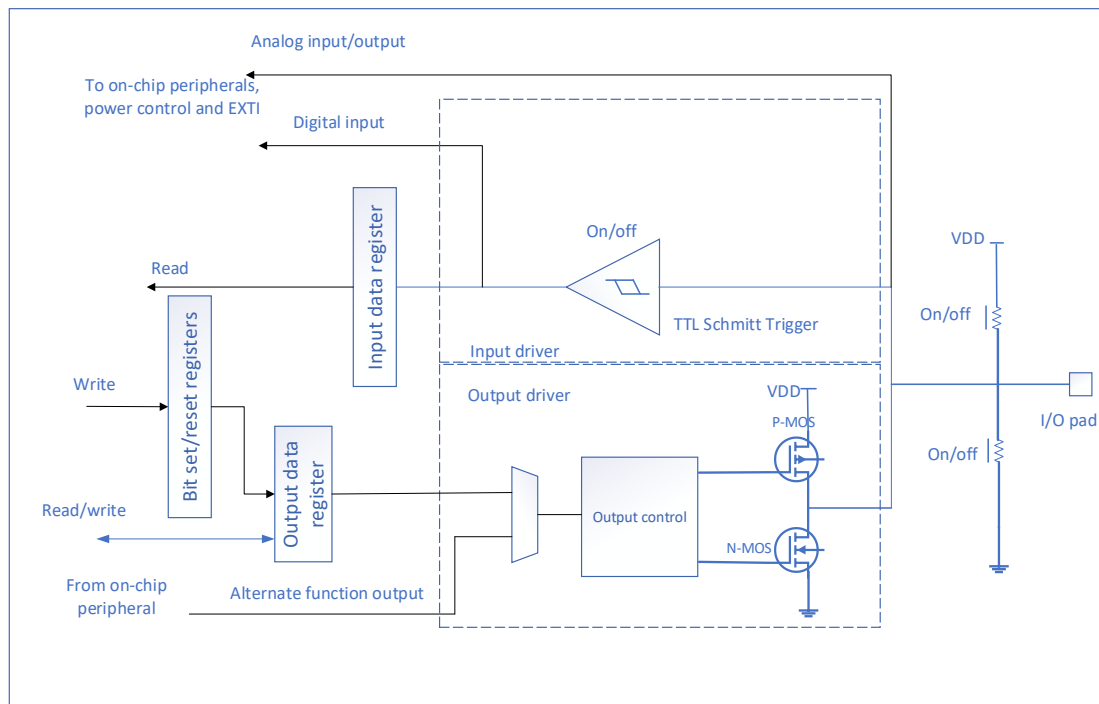 Analog input/output
To on-chip peripherals,
power control and EXTI
Digital input
Input data register
On/off
VDD
Read
On/off
TTL Schmitt Trigger
Bit set/reset registers
Input driver
Write
Output driver
VDD
P-MOS
I/O pad
On/off
Output data
register
Read/write
Output control
N-MOS
From on-chip
peripheral
Alternate function output